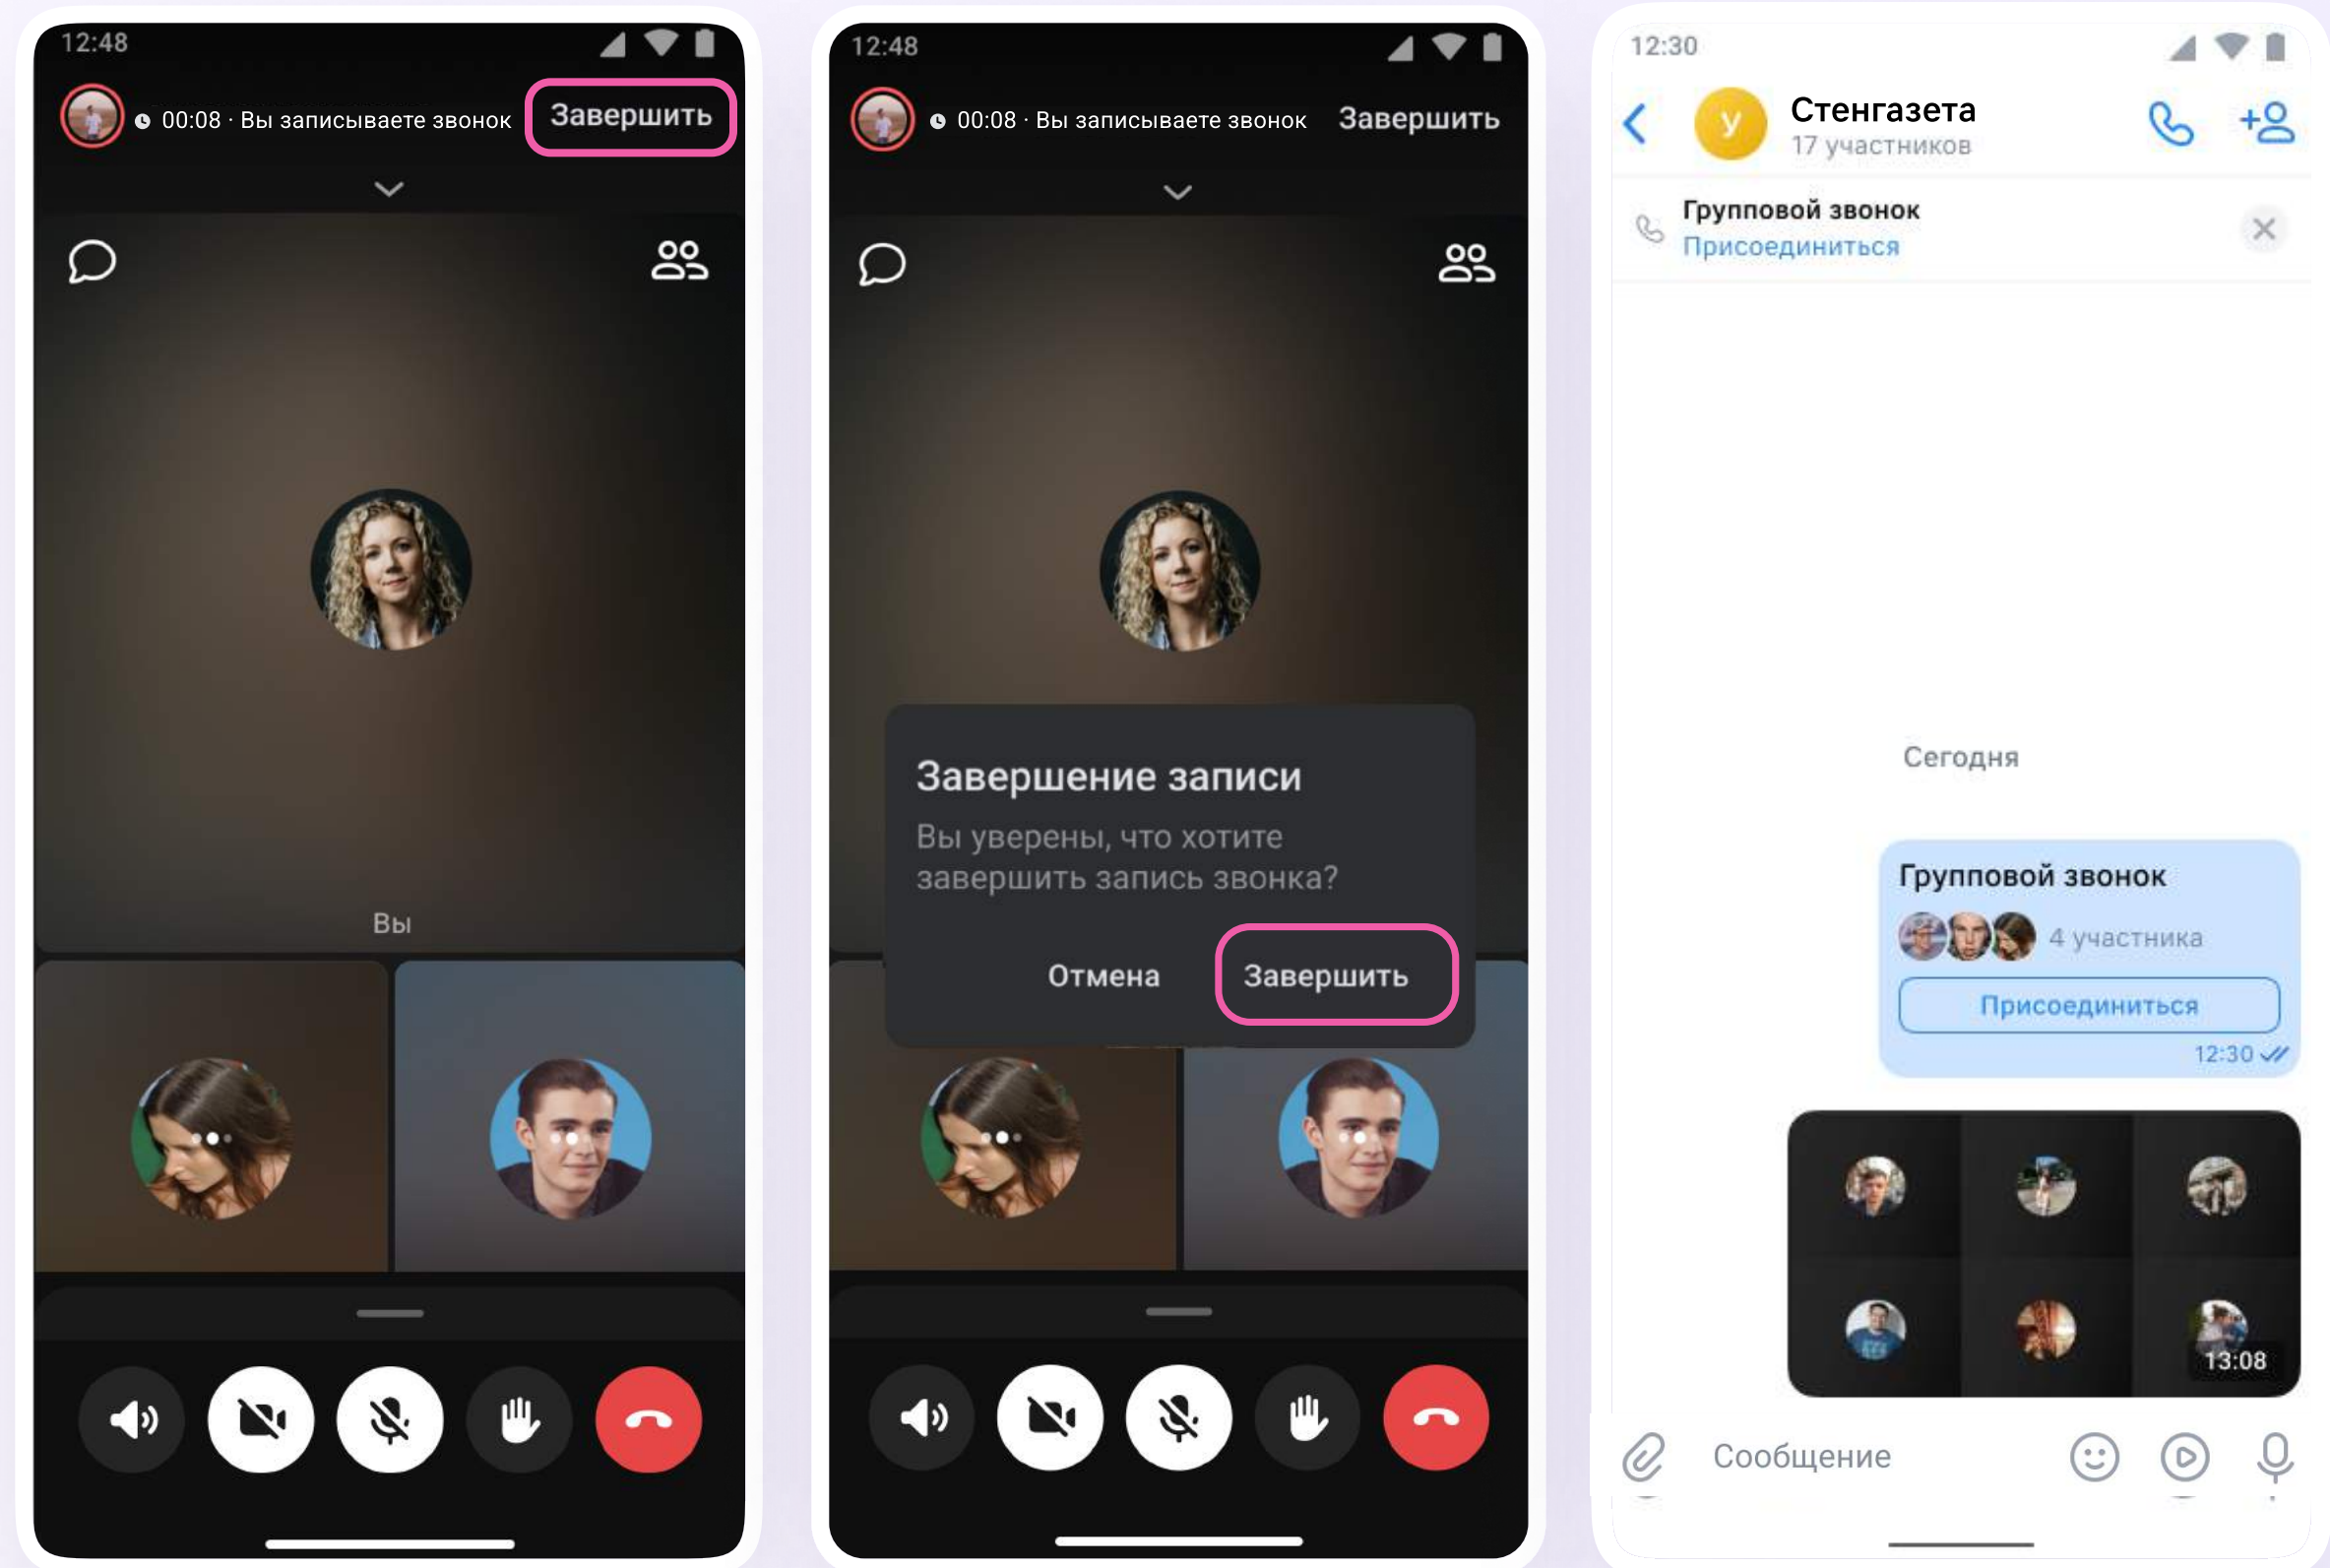 12:48
00:08 · Вы записываете звонок
Завершить
Вы
12:48
00:08 · Вы записываете звонок
Завершить
Завершение записи
Вы уверены, что хотите
завершить запись звонка?
Отмена
Завершить
12:30
У
Стенгазета
17 участников
Групповой звонок
Присоединиться
Сегодня
Групповой звонок
4 участника
Присоединиться
12:30
13:08
Сообщение